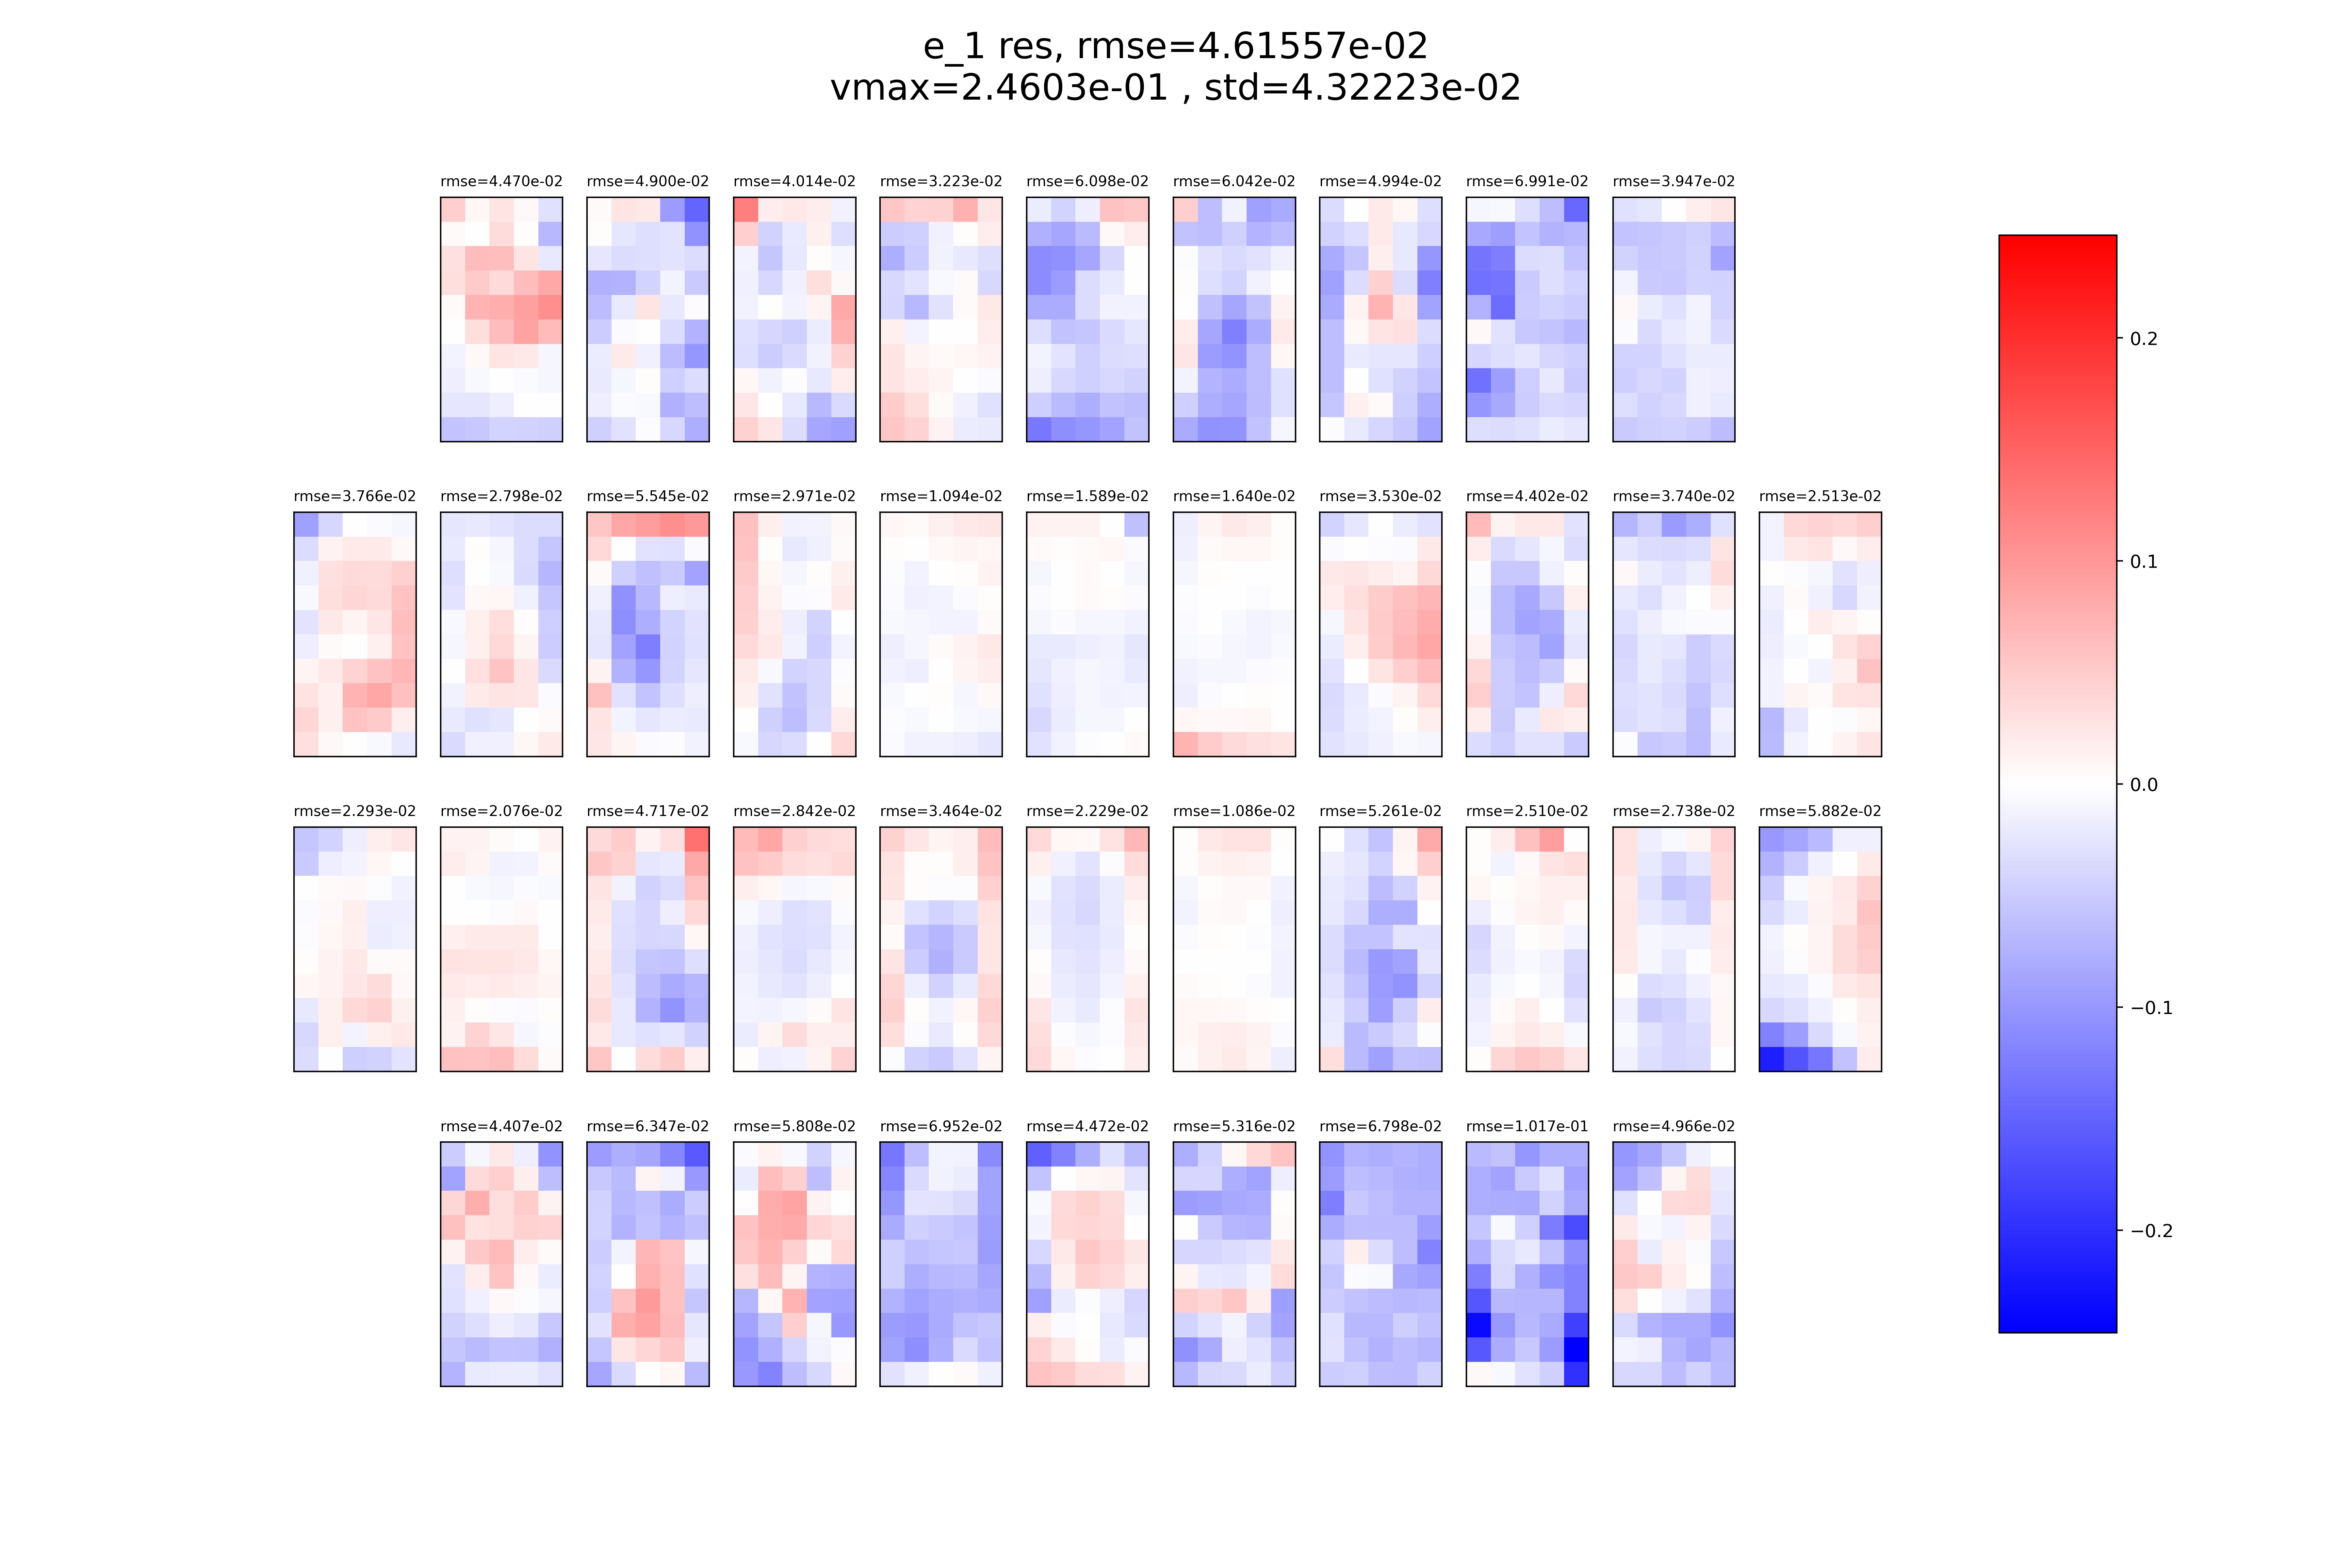 e_1 res, rmse=4.61557e-02
vmax=2.4603e-01 , std=4.32223e-02
rmse=4.470e-02 rmse=4.900e-02 rmse=4.014e-02 rmse=3.223e-02 rmse=6.098e-02 rmse=6.042e-02 rmse=4.994e-02 rmse=6.991e-02 rmse=3.947e-02
0.2
rmse=3.766e-02 rmse=2.798e-02 rmse=5.545e-02 rmse=2.971e-02 rmse=1.094e-02 rmse=1.589e-02 rmse=1.640e-02 rmse=3.530e-02 rmse=4.402e-02 rmse=3.740e-02 rmse=2.513e-02
0.1
0.0
rmse=2.293e-02 rmse=2.076e-02 rmse=4.717e-02 rmse=2.842e-02 rmse=3.464e-02 rmse=2.229e-02 rmse=1.086e-02 rmse=5.261e-02 rmse=2.510e-02 rmse=2.738e-02 rmse=5.882e-02
−0.1
rmse=4.407e-02 rmse=6.347e-02 rmse=5.808e-02 rmse=6.952e-02 rmse=4.472e-02 rmse=5.316e-02 rmse=6.798e-02 rmse=1.017e-01 rmse=4.966e-02
−0.2